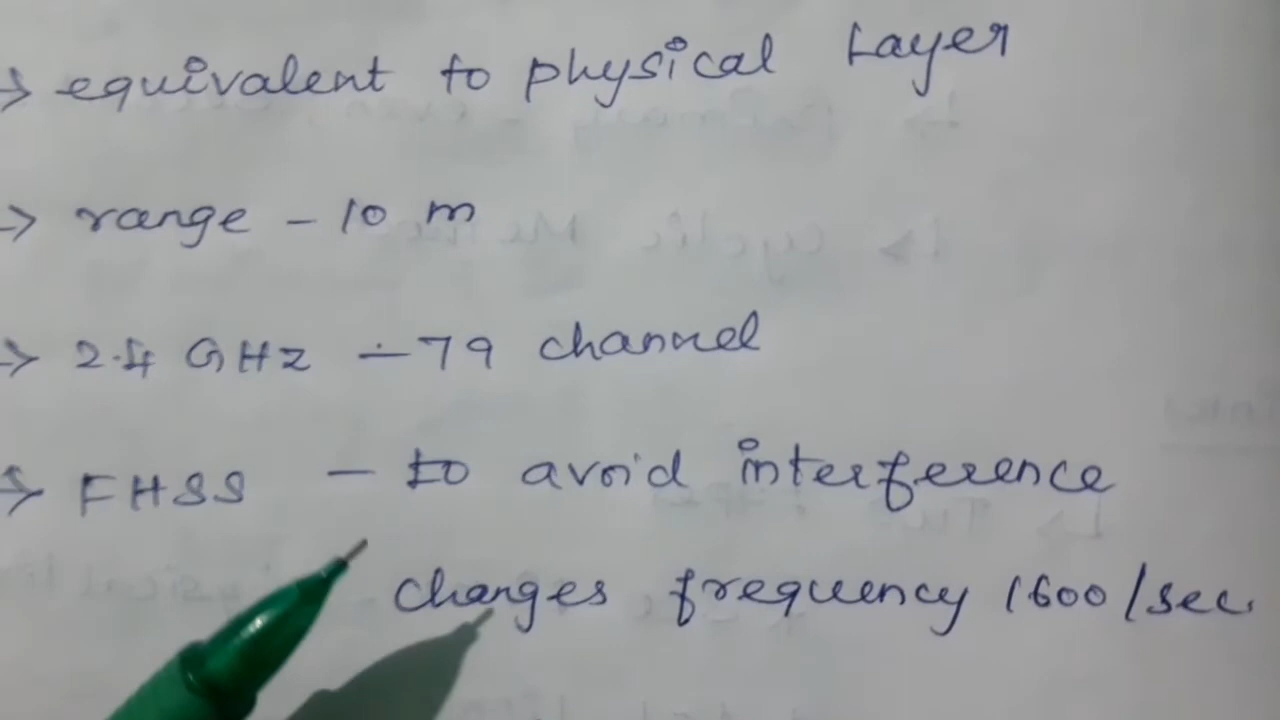 → equivalent to physical Layer
→ range - 10 m
→ 2.4 GHz - 79 channel
→ FHSS - to avoid interference
changes frequency 1600/sec.